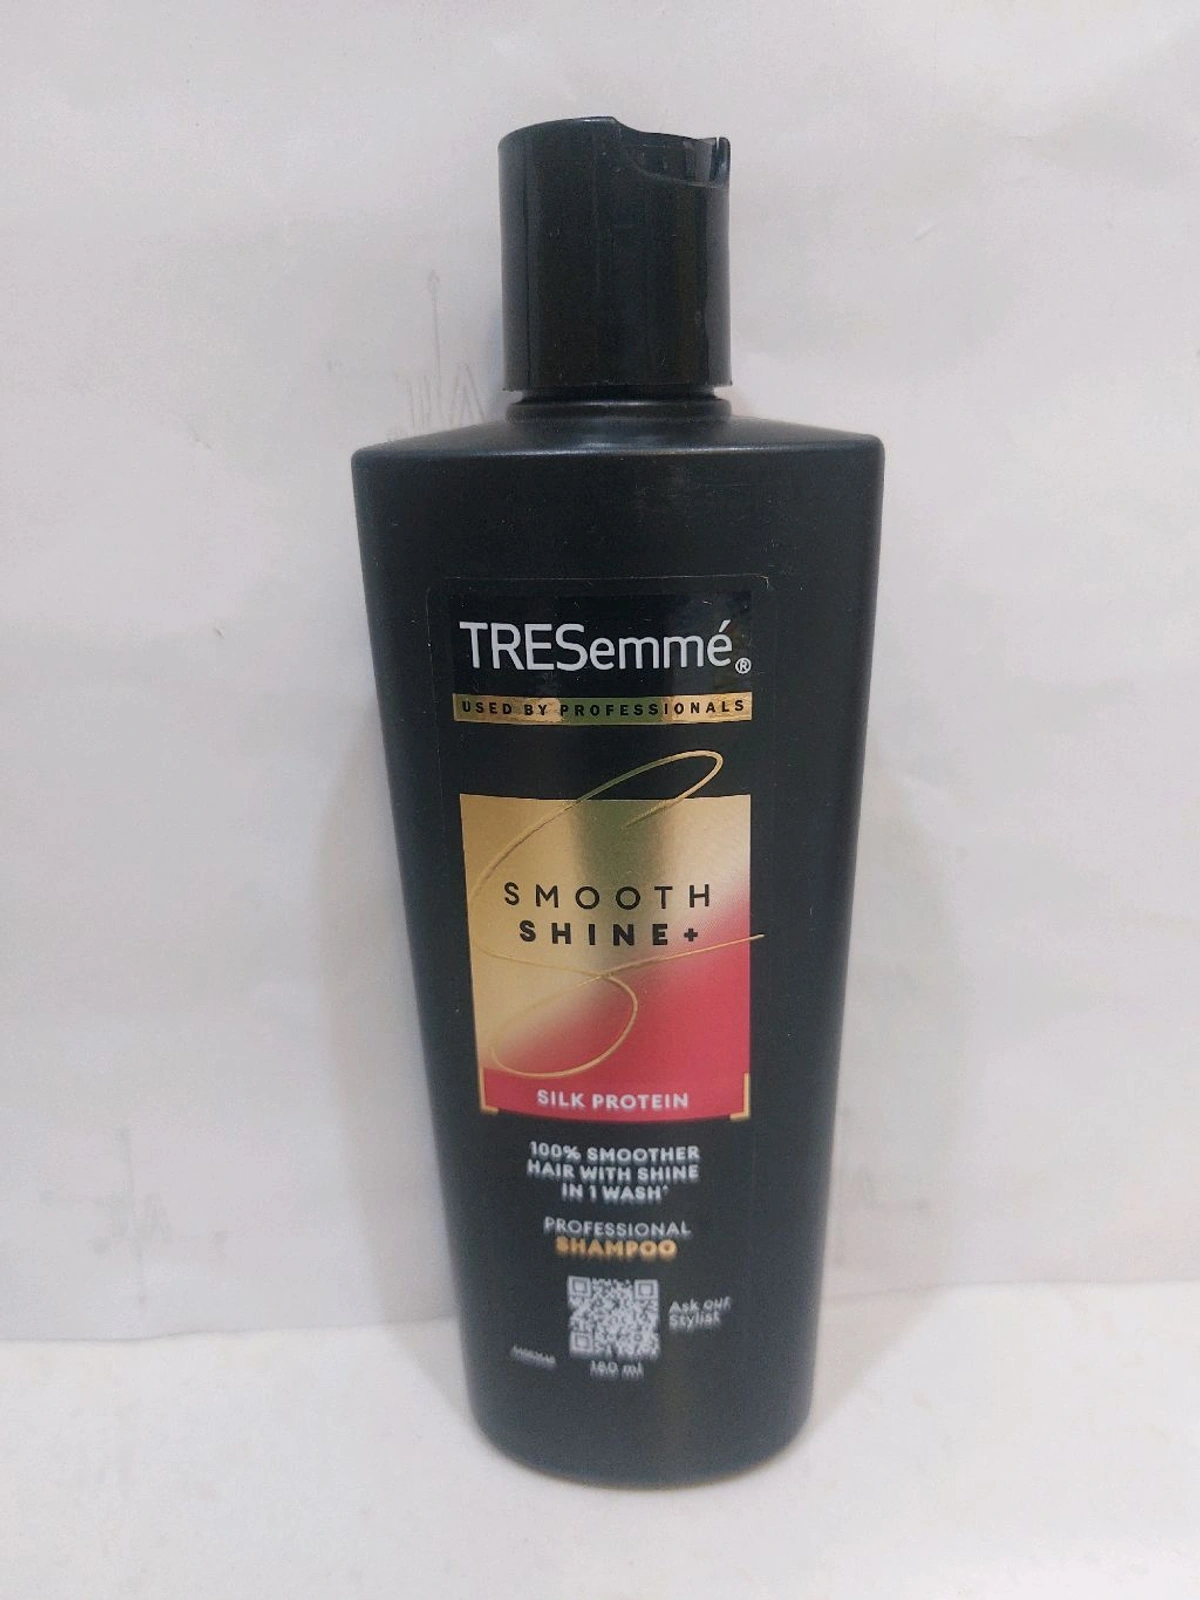 TRESemmé®
USED BY PROFESSIONALS
SMOOTH
SHINE+
SILK PROTEIN
100% SMOOTHER
HAIR WITH SHINE
IN 1 WASH*
PROFESSIONAL
SHAMPOO
Ask our
Stylist
180 ml